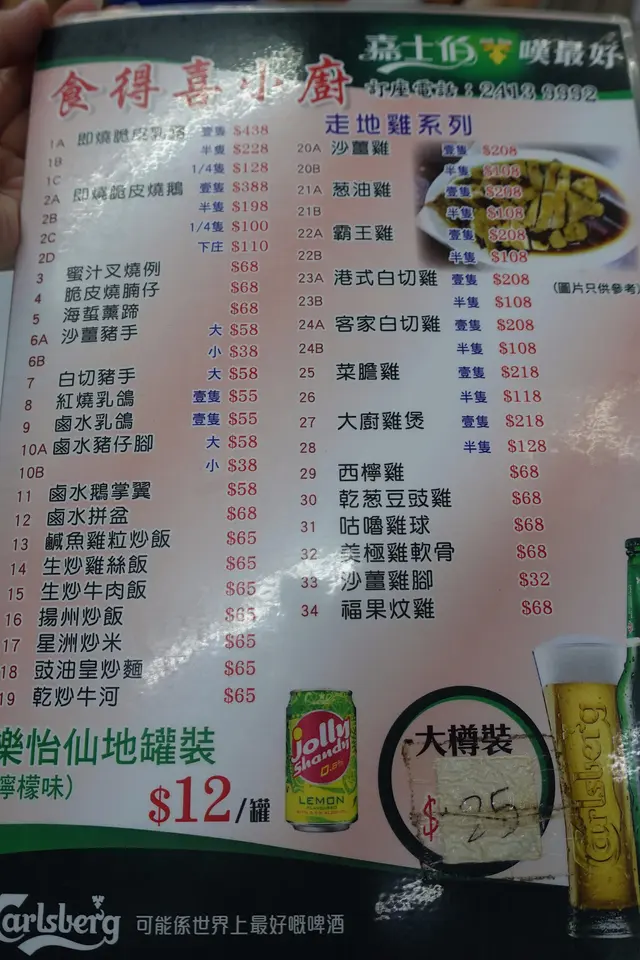 嘉士伯 嘆最好
食得喜小廚
訂座電話:2413 9992
1A 即燒脆皮乳鴿 壹隻 $438
1B 半隻 $228
1C 1/4隻 $128
2A 即燒脆皮燒鵝 壹隻 $388
2B 半隻 $198
2C 1/4隻 $100
2D 下庄 $110
3 蜜汁叉燒例 $68
4 脆皮燒腩仔 $68
5 海蜇薰蹄 $68
6A 沙薑豬手 大 $58
6B 小 $38
7 白切豬手 大 $58
8 紅燒乳鴿 壹隻 $55
9 鹵水乳鴿 壹隻 $55
10A 鹵水豬仔腳 大 $58
10B 小 $38
11 鹵水鵝掌翼 $58
12 鹵水拼盆 $68
13 鹹魚雞粒炒飯 $65
14 生炒雞絲飯 $65
15 生炒牛肉飯 $65
16 揚州炒飯 $65
17 星洲炒米 $65
18 豉油皇炒麵 $65
19 乾炒牛河 $65
走地雞系列
20A 沙薑雞 壹隻 $208
20B 半隻 $108
21A 葱油雞 壹隻 $208
21B 半隻 $108
22A 霸王雞 壹隻 $208
22B 半隻 $108
(圖片只供參考)
23A 港式白切雞 壹隻 $208
23B 半隻 $108
24A 客家白切雞 壹隻 $208
24B 半隻 $108
25 菜膽雞 壹隻 $218
26 半隻 $118
27 大廚雞煲 壹隻 $218
28 半隻 $128
29 西檸雞 $68
30 乾葱豆豉雞 $68
31 咕嚕雞球 $68
32 美極雞軟骨 $68
33 沙薑雞腳 $32
34 福果炆雞 $68
樂怡仙地罐裝
檸檬味)
$12/罐
Jolly
Shandy
LEMON
大樽裝
$25
Carlsberg
Carlsberg 可能係世界上最好嘅啤酒